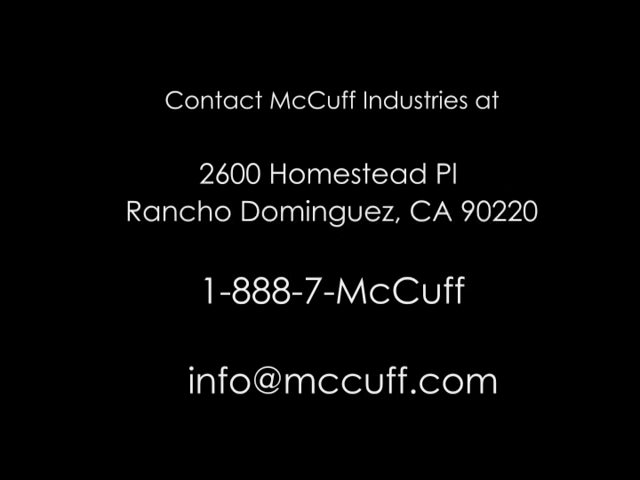 Contact McCuff Industries at
2600 Homestead Pl
Rancho Dominguez, CA 90220
1-888-7-McCuff
info@mccuff.com